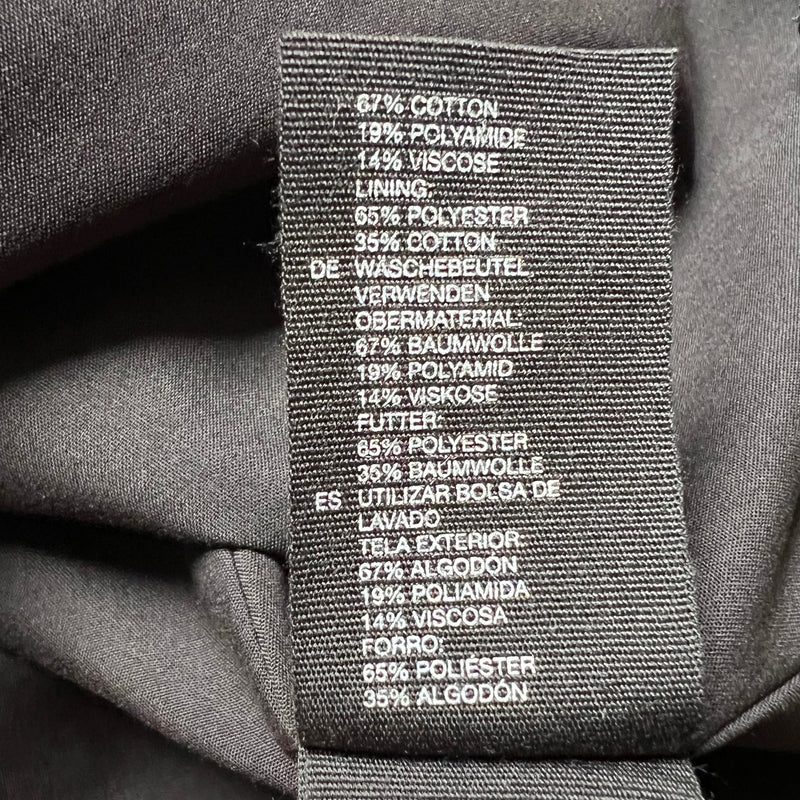 67% COTTON
19% POLYAMIDE
14% VISCOSE
LINING:
65% POLYESTER
35% COTTON
DE WÄSCHEBEUTEL
VERWENDEN
OBERMATERIAL:
67% BAUMWOLLE
19% POLYAMID
14% VISKOSE
FUTTER:
65% POLYESTER
35% BAUMWOLLE
ES UTILIZAR BOLSA DE
LAVADO
TELA EXTERIOR:
67% ALGODÓN
19% POLIAMIDA
14% VISCOSA
FORRO:
65% POLIÉSTER
35% ALGODÓN